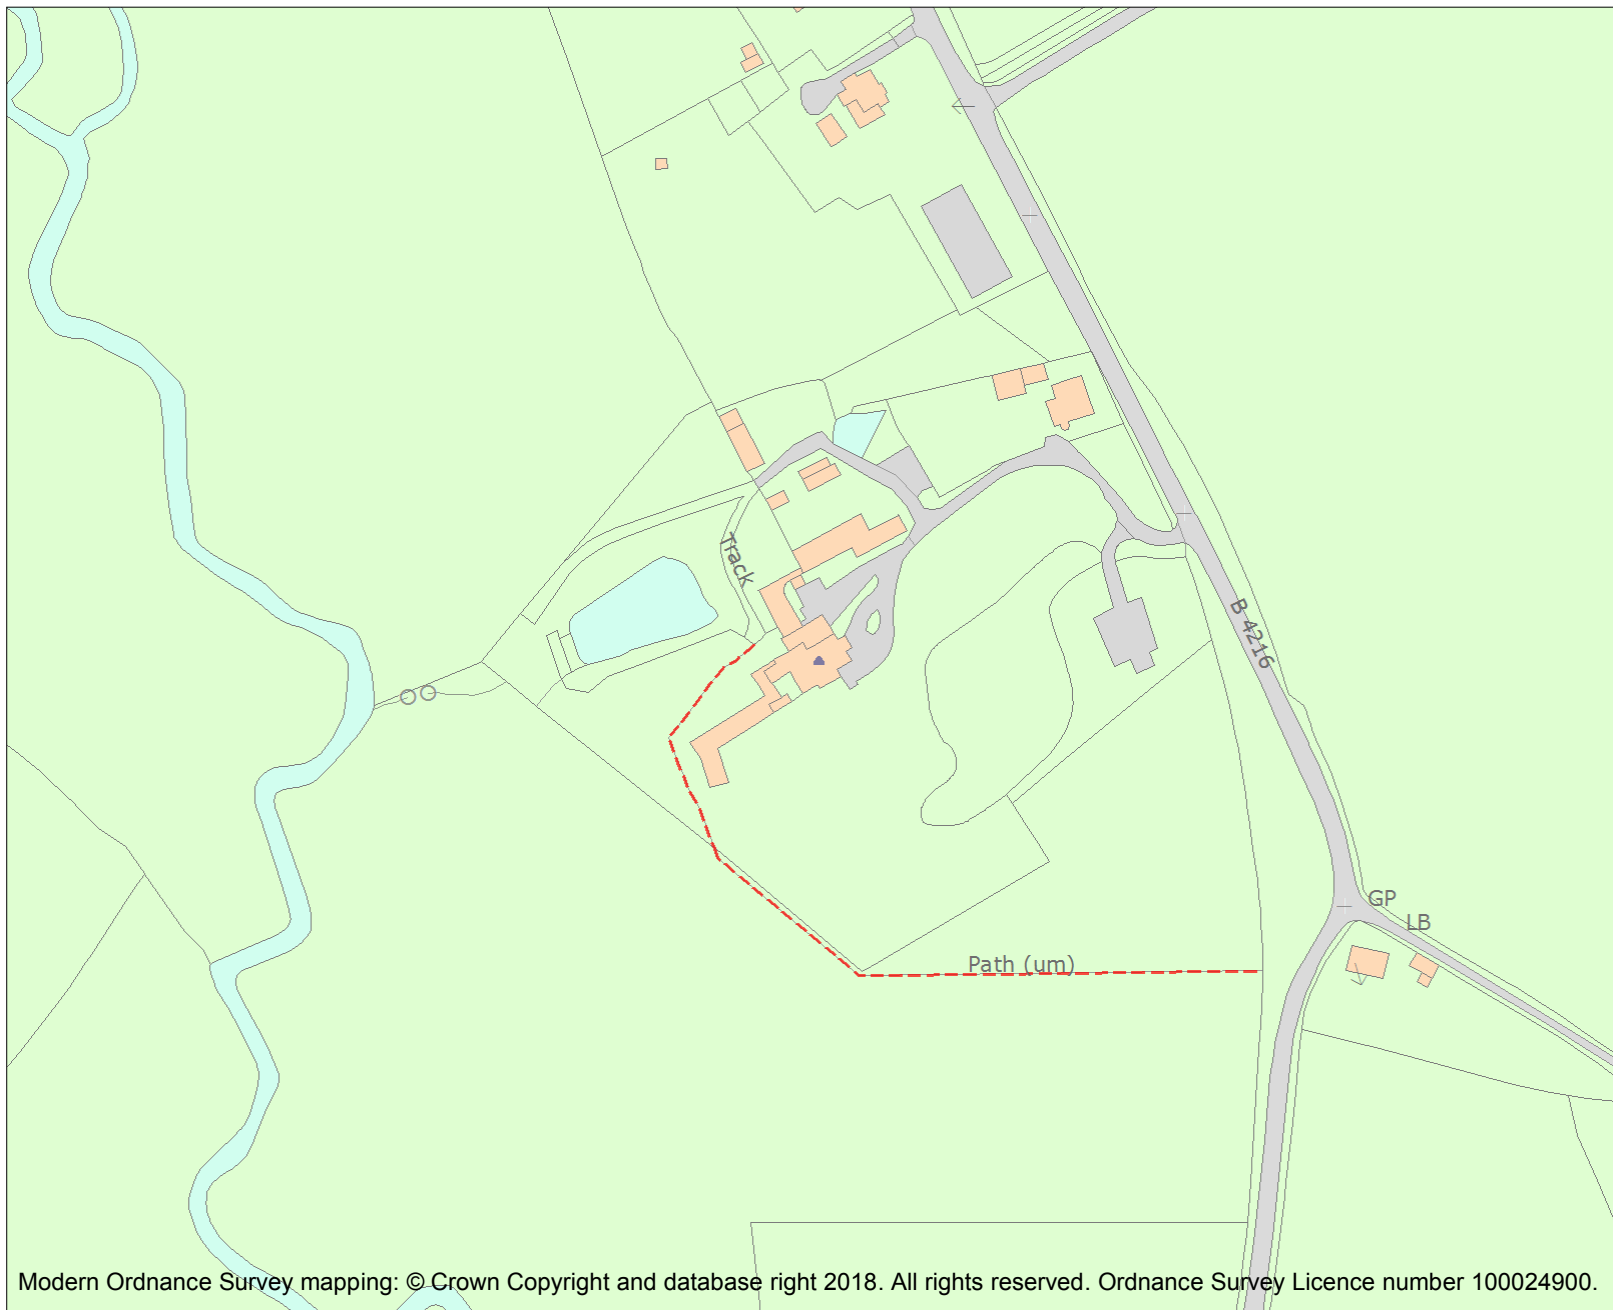 Track
B 4216
GP
LB
Path (um)
Modern Ordnance Survey mapping: © Crown Copyright and database right 2018. All rights reserved. Ordnance Survey Licence number 100024900.